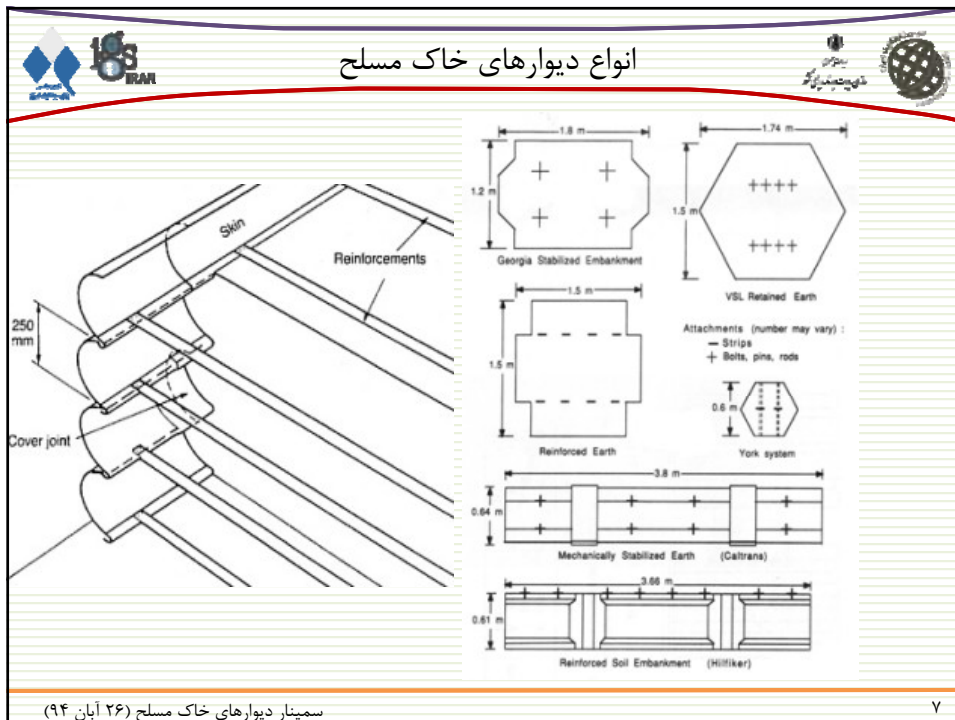 انواع دیوارهای خاک مسلح
IRAN
Skin
Reinforcements
250
mm
Cover joint
1.8 m
1.2 m
Georgia Stabilized Embankment
1.74 m
1.5 m
VSL Retained Earth
1.5 m
1.5 m
Reinforced Earth
Attachments (number may vary) :
Strips
Bolts, pins, rods
0.6 m
York system
3.8 m
0.64 m
Mechanically Stabilized Earth (Caltrans)
3.66 m
0.61 m
Reinforced Soil Embankment (Hilfiker)
سمینار دیوارهای خاک مسلح (۲۶ آبان ۹۴)
۷